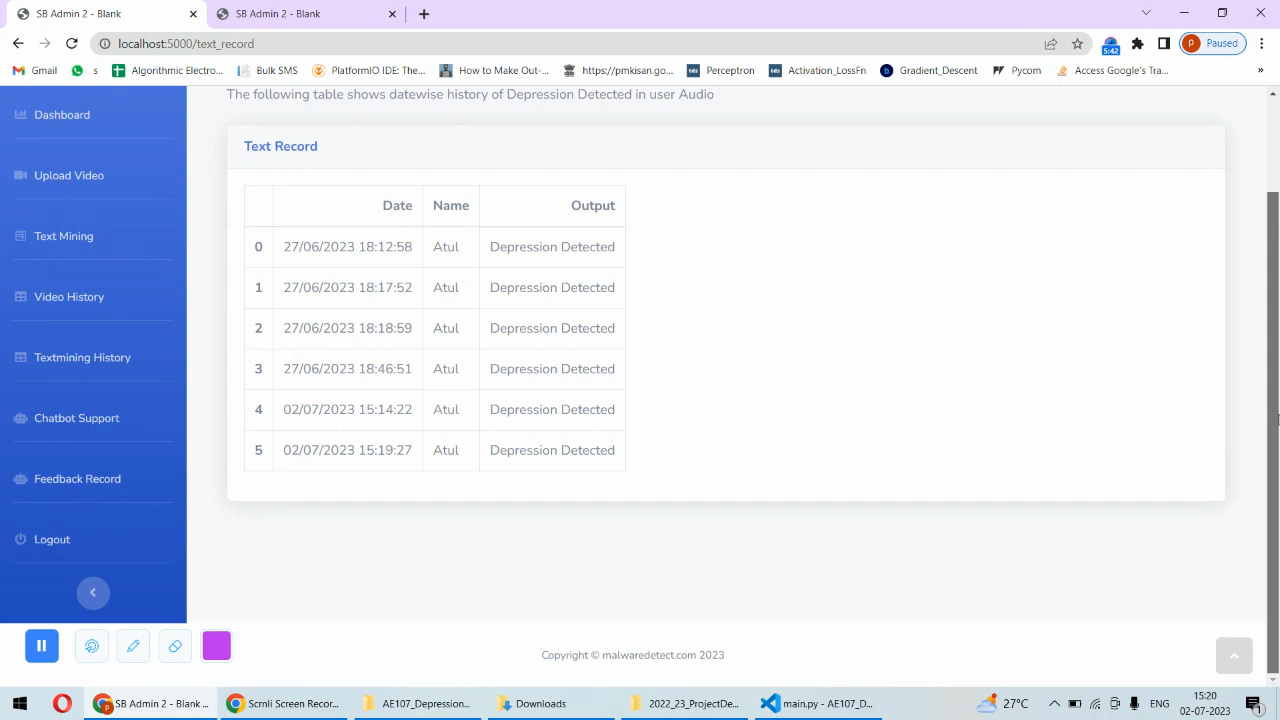 SB Admin 2 - Blank
SB Admin 2 - Blank
localhost:5000/text_record
5:42
P Paused
Gmail
s
Algorithmic Electro...
Bulk SMS
PlatformIO IDE: The...
How to Make Out-...
https://pmkisan.go...
Perceptron
Activation_LossFn
Gradient_Descent
Pycom
Access Google's Tra...
»
The following table shows datewise history of Depression Detected in user Audio
Dashboard
Upload Video
Text Mining
Video History
Textmining History
Chatbot Support
Feedback Record
Logout
Text Record
Date Name Output
0 27/06/2023 18:12:58 Atul Depression Detected
1 27/06/2023 18:17:52 Atul Depression Detected
2 27/06/2023 18:18:59 Atul Depression Detected
3 27/06/2023 18:46:51 Atul Depression Detected
4 02/07/2023 15:14:22 Atul Depression Detected
5 02/07/2023 15:19:27 Atul Depression Detected
Copyright © malwaredetect.com 2023
SB Admin 2 - Blank ...
Scrnli Screen Recor...
AE107_Depression...
Downloads
2022_23_ProjectDe...
main.py - AE107_D...
27°C
15:20
02-07-2023
1